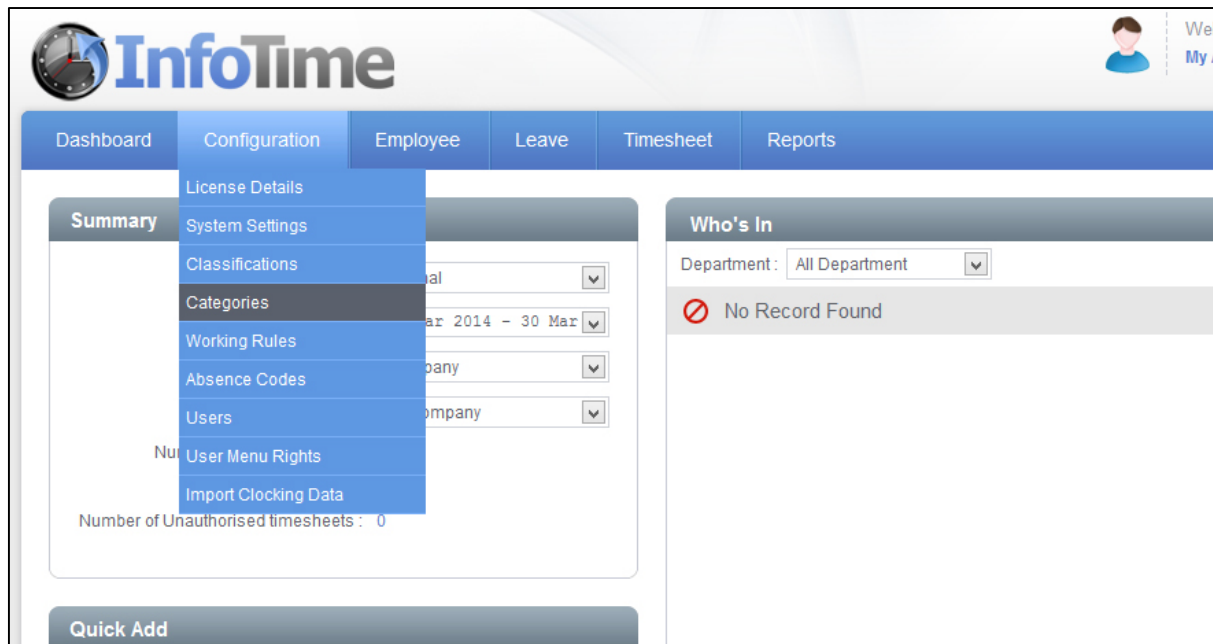 InfoTime
We
My
Dashboard Configuration Employee Leave Timesheet Reports
License Details
System Settings
Classifications
Categories
Working Rules
Absence Codes
Users
User Menu Rights
Import Clocking Data
Summary
nal
ar 2014 - 30 Mar
pany
ompany
Nu
Number of Unauthorised timesheets : 0
Quick Add
Who's In
Department : All Department
No Record Found